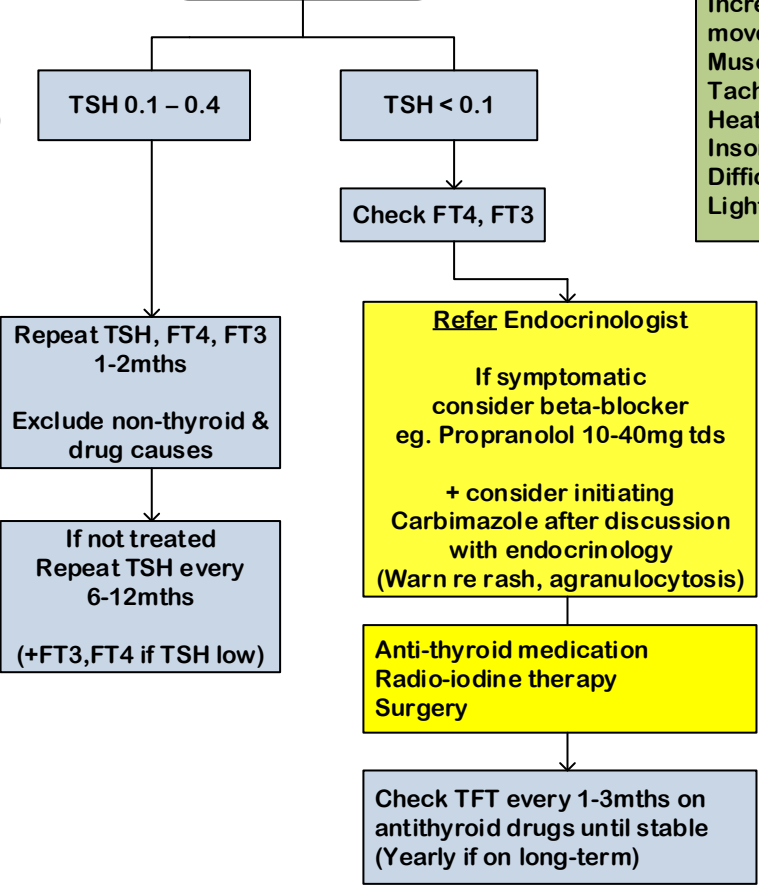 TSH 0.1 – 0.4
TSH < 0.1
Check FT4, FT3
Repeat TSH, FT4, FT3
1-2mths
Exclude non-thyroid &
drug causes
If not treated
Repeat TSH every
6-12mths
(+FT3,FT4 if TSH low)
Refer Endocrinologist
If symptomatic
consider beta-blocker
eg. Propranolol 10-40mg tds
+ consider initiating
Carbimazole after discussion
with endocrinology
(Warn re rash, agranulocytosis)
Anti-thyroid medication
Radio-iodine therapy
Surgery
Check TFT every 1-3mths on
antithyroid drugs until stable
(Yearly if on long-term)